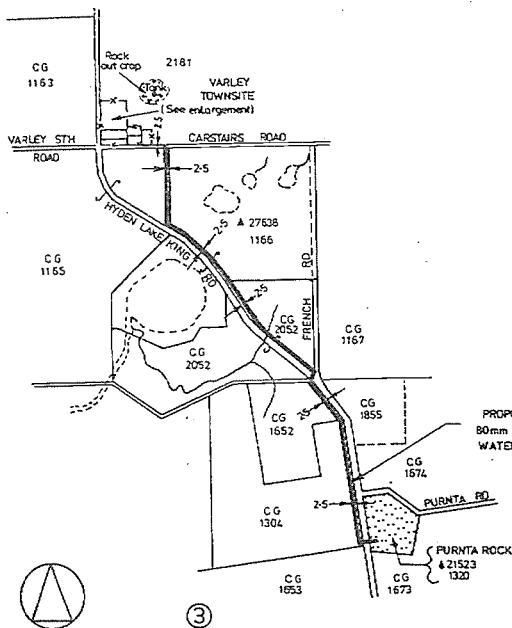 CG
1163
Rock
out crop
2181
Tank
VARLEY
TOWNSITE
(See enlargement)
2.5
VARLEY STH
ROAD
CARSTAIRS ROAD
2.5
HYDEN LAKE KING RD
2.5
▲ 27638
1166
CG
1165
2.5
FRENCH RD
CG
2052
CG
1167
CG
2052
CG
1652
2.5
CG
1855
PROPO
80mm
WATER
CG
1674
CG
1304
2.5
PURNTA RD
PURNTA ROCK
▲ 21523
1320
CG
1653
CG
1673
3